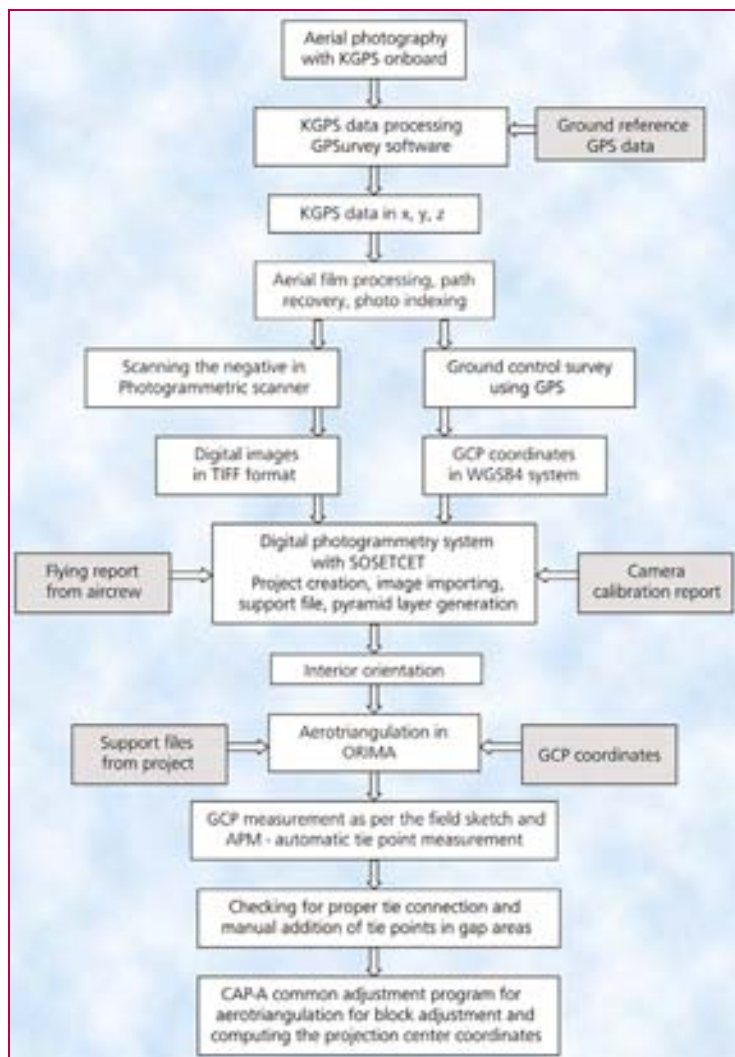 Aerial photography
with KGPS onboard
KGPS data processing
GPSurvey software
Ground reference
GPS data
KGPS data in x, y, z
Aerial film processing, path
recovery, photo indexing
Scanning the negative in
Photogrammetric scanner
Ground control survey
using GPS
Digital images
in TIFF format
GCP coordinates
in WGS84 system
Flying report
from aircrew
Digital photogrammetry system
with SOSETCET
Project creation, image importing,
support file, pyramid layer generation
Camera
calibration report
Interior orientation
Support files
from project
Aerotriangulation in
ORIMA
GCP coordinates
GCP measurement as per the field sketch and
APM - automatic tie point measurement
Checking for proper tie connection and
manual addition of tie points in gap areas
CAP-A common adjustment program for
aerotriangulation for block adjustment and
computing the projection center coordinates